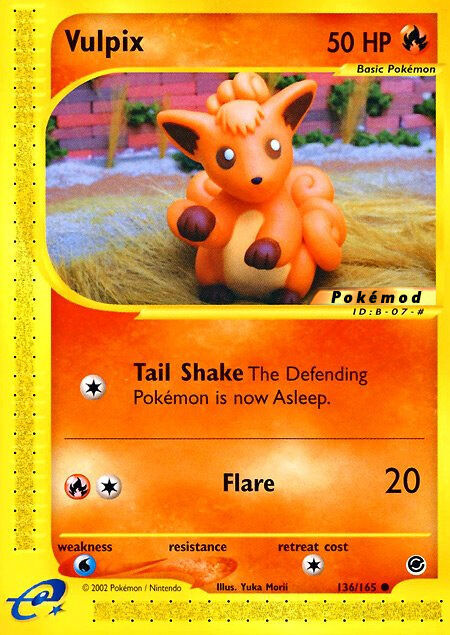 Vulpix 50 HP
Basic Pokémon
Pokémod
ID:B-07-#
Tail Shake The Defending
Pokémon is now Asleep.
Flare 20
weakness resistance retreat cost
© 2002 Pokémon / Nintendo Illus. Yuka Morii 136/165